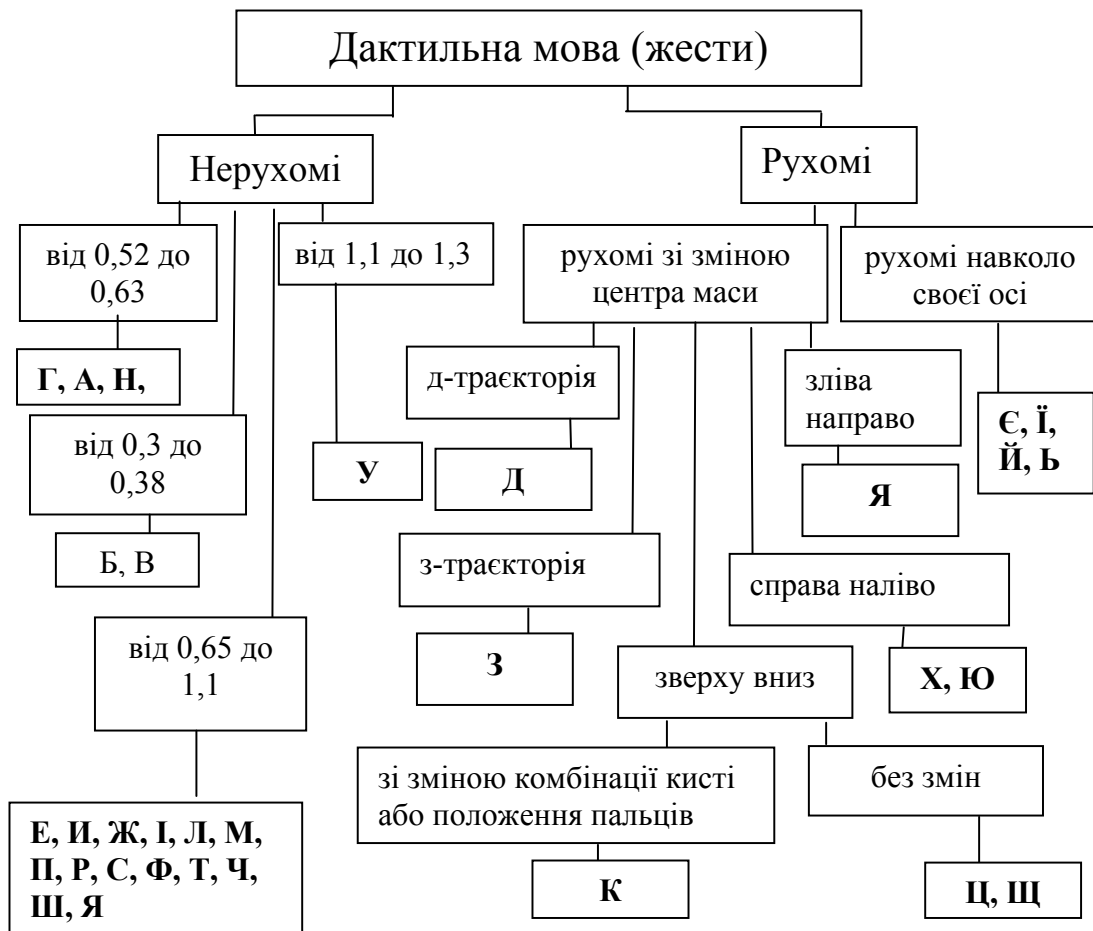 Дактильна мова (жести)
Нерухомі
Рухомі
від 0,52 до
0,63
від 1,1 до 1,3
рухомі зі зміною
центра маси
рухомі навколо
своєї осі
Г, А, Н,
д-траєкторія
зліва
направо
Є, Ї,
Й, Ь
від 0,3 до
0,38
У
Д
Я
Б, В
з-траєкторія
справа наліво
від 0,65 до
1,1
З
зверху вниз
Х, Ю
зі зміною комбінації кисті
або положення пальців
без змін
Е, И, Ж, І, Л, М,
П, Р, С, Ф, Т, Ч,
Ш, Я
К
Ц, Щ